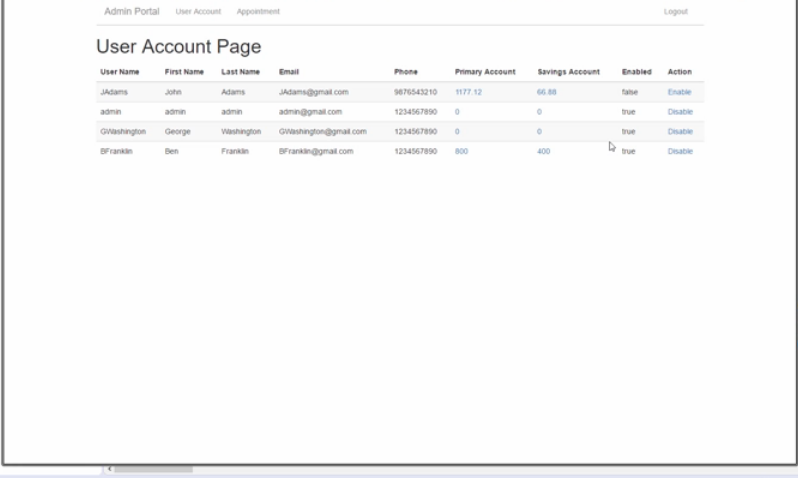 Admin Portal User Account Appointment Logout
User Account Page
User Name First Name Last Name Email Phone Primary Account Savings Account Enabled Action
JAdams John Adams JAdams@gmail.com 9876543210 1177.12 66.88 false Enable
admin admin admin admin@gmail.com 1234567890 0 0 true Disable
GWashington George Washington GWashington@gmail.com 1234567890 0 0 true Disable
BFranklin Ben Franklin BFranklin@gmail.com 1234567890 800 400 true Disable